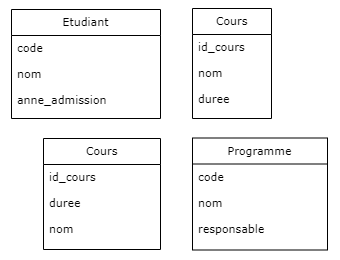 Etudiant
code
nom
anne_admission
Cours
id_cours
nom
duree
Cours
id_cours
duree
nom
Programme
code
nom
responsable